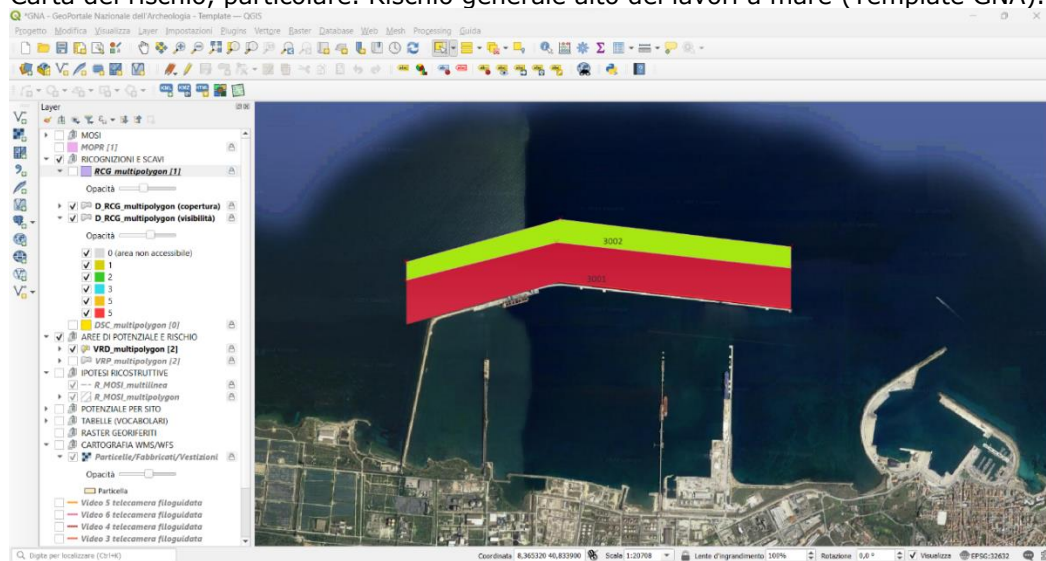 Carta del rischio, particolare: Rischio generale alto dei lavori a mare (Template GNA).
*GNA - GeoPortale Nazionale dell'Archeologia - Template — QGIS
Progetto Modifica Visualizza Layer Impostazioni Plugins Vettore Raster Database Web Mesh Processing Guida
Layer
MOSI
MOPR [1]
RICOGNIZIONI E SCAVI
RCG_multipolygon [1]
Opacità
D_RCG_multipolygon (copertura)
D_RCG_multipolygon (visibilità)
Opacità
0 (area non accessibile)
1
2
3
5
5
DSC_multipolygon [0]
AREE DI POTENZIALE E RISCHIO
VRD_multipolygon [2]
VRP_multipolygon [2]
IPOTESI RICOSTRUTTIVE
R_MOSI_multilinea
R_MOSI_multipolygon
POTENZIALE PER SITO
TABELLE (VOCABOLARI)
RASTER GEORIFERITI
CARTOGRAFIA WMS/WFS
Particelle/Fabbricati/Vestizioni
Opacità
Particella
Video 5 telecamera filoguidata
Video 6 telecamera filoguidata
Video 4 telecamera filoguidata
Video 3 telecamera filoguidata
3002
3001
Digite per localizzare (Ctrl+K)
Coordinata 8,365320 40,833900 Scala 1:20708 Lente d'ingrandimento 100% Rotazione 0,0 ° Visualizza EPSG:32632